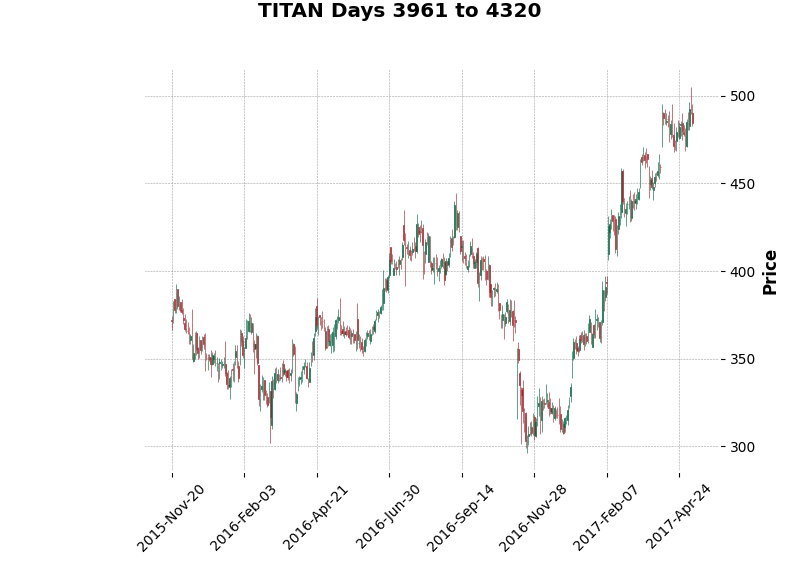 TITAN Days 3961 to 4320
500
450
400
350
300
Price
2015-Nov-20
2016-Feb-03
2016-Apr-21
2016-Jun-30
2016-Sep-14
2016-Nov-28
2017-Feb-07
2017-Apr-24